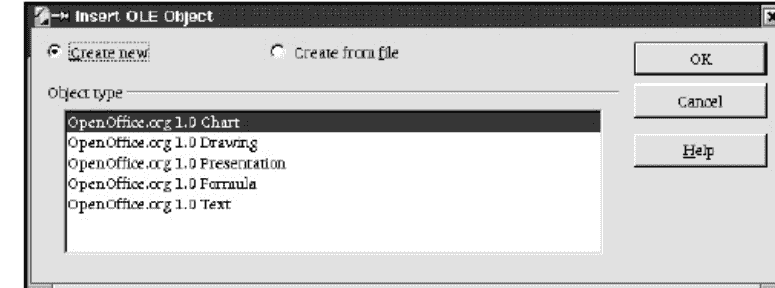 Insert OLE Object
Create new
Create from file
OK
Object type
Cancel
OpenOffice.org 1.0 Chart
OpenOffice.org 1.0 Drawing
Help
OpenOffice.org 1.0 Presentation
OpenOffice.org 1.0 Formula
OpenOffice.org 1.0 Text